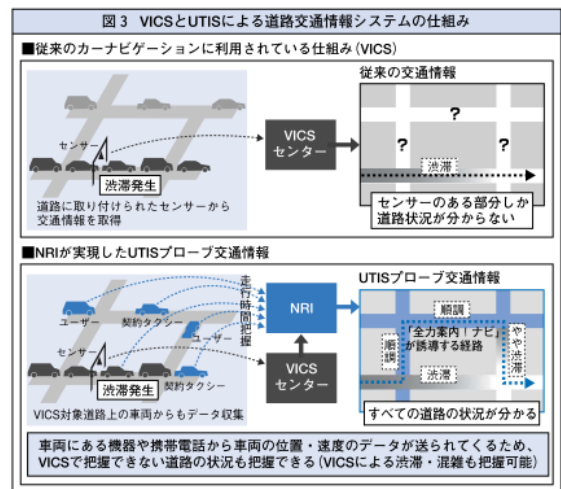 図3 VICSとUTISによる道路交通情報システムの仕組み
■従来のカーナビゲーションに利用されている仕組み(VICS)
センサー
渋滞発生
道路に取り付けられたセンサーから
交通情報を取得
VICS
センター
従来の交通情報
?
?
?
渋滞
センサーのある部分しか
道路状況が分からない
■NRIが実現したUTISプローブ交通情報
ユーザー
契約タクシー
ユーザー
センサー
渋滞発生
契約タクシー
VICS対象道路上の車両からもデータ収集
走行時間把握
NRI
VICS
センター
UTISプローブ交通情報
順調
「全力案内!ナビ」
が誘導する経路
順調
やや渋滞
渋滞
すべての道路の状況が分かる
車両にある機器や携帯電話から車両の位置・速度のデータが送られてくるため、
VICSで把握できない道路の状況も把握できる(VICSによる渋滞・混雑も把握可能)